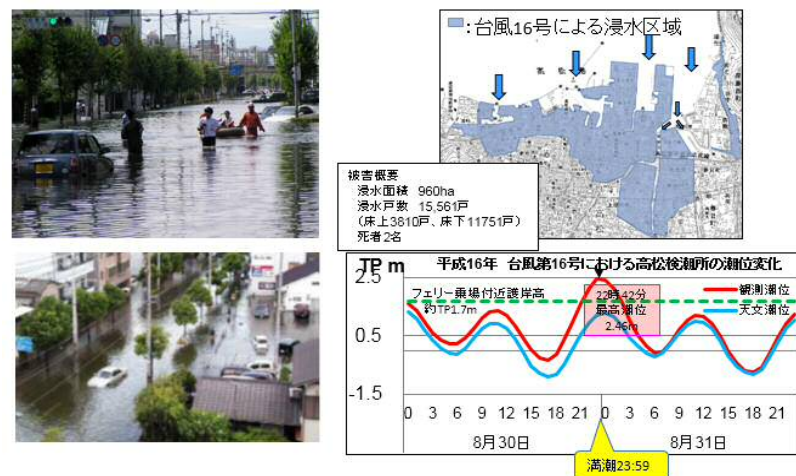 ■:台風16号による浸水区域
被害概要
浸水面積 960ha
浸水戸数 15,561戸
(床上3810戸、床下11751戸)
死者2名
TP m
平成16年 台風第16号における高松検潮所の潮位変化
2.5
0.5
-1.5
フェリー乗場付近護岸高
約TP1.7m
22時42分
最高潮位
2.46m
観測潮位
天文潮位
0 3 6 9 12 15 18 21 0 3 6 9 12 15 18 21
8月30日 8月31日
満潮23:59